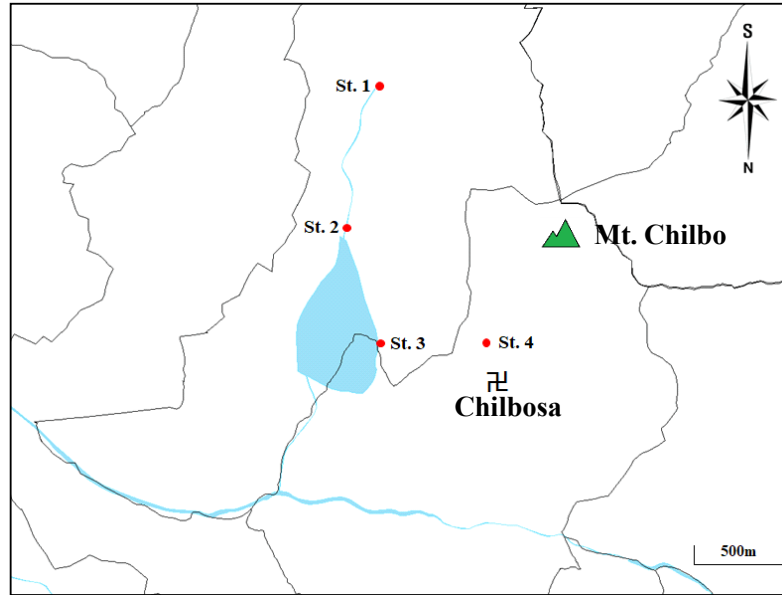 S
St. 1
N
St. 2
Mt. Chilbo
St. 3
St. 4
卍
Chilbosa
500m